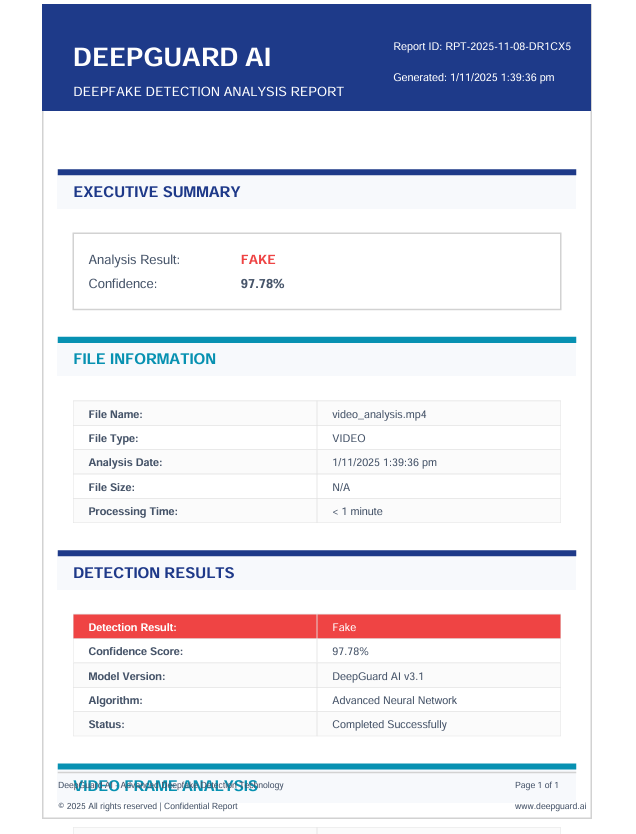 DEEPGUARD AI
DEEPFAKE DETECTION ANALYSIS REPORT
Report ID: RPT-2025-11-08-DR1CX5
Generated: 1/11/2025 1:39:36 pm
EXECUTIVE SUMMARY
Analysis Result: FAKE
Confidence: 97.78%
FILE INFORMATION
File Name: video_analysis.mp4
File Type: VIDEO
Analysis Date: 1/11/2025 1:39:36 pm
File Size: N/A
Processing Time: < 1 minute
DETECTION RESULTS
Detection Result: Fake
Confidence Score: 97.78%
Model Version: DeepGuard AI v3.1
Algorithm: Advanced Neural Network
Status: Completed Successfully
VIDEO FRAME ANALYSIS
DeepGuard AI - Advanced Deepfake Detection Technology
Page 1 of 1
© 2025 All rights reserved | Confidential Report
www.deepguard.ai